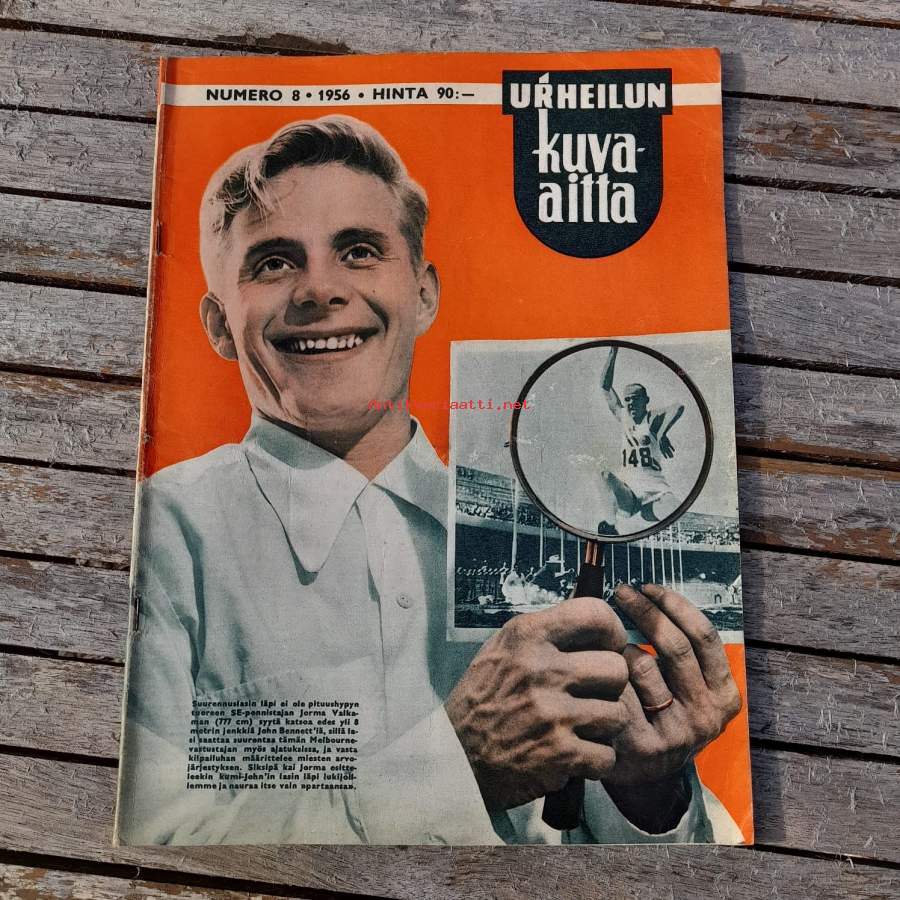 NUMERO 8 • 1956 • HINTA 90:—
URHEILUN
kuva-
aitta
148
Antikvariaatti.net
Suurennuslasin läpi ei ole pituushypyn
tuoreen SE-pennistajan Jorma Valka-
man (777 cm) syytä katsoa edes yli 8
metrin jenkkiä John Bennett'iä, sillä la-
si saattaa suurentaa tämän Melbourne-
vastustajan myös ajatuksissa, ja vasta
kilpailuhan määrittelee miesten arvo-
järjestyksen. Siksipä kai Jorma esitte-
leekin kumi-John'in lasin läpi lukijoil-
lemme ja nauraa itse vain »partaansa».